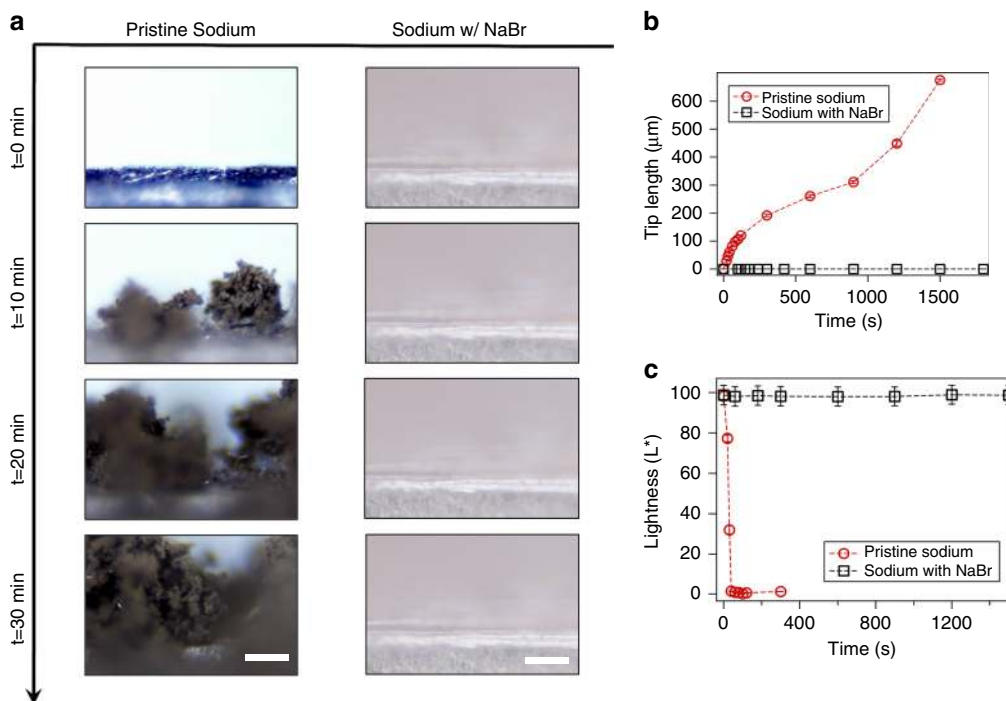 a
Pristine Sodium
Sodium w/ NaBr
t=0 min
t=10 min
t=20 min
t=30 min
b
Pristine sodium
Sodium with NaBr
Tip length (μm)
600
500
400
300
200
100
0
0 500 1000 1500
Time (s)
c
Lightness (L*)
100
80
60
40
20
0
Pristine sodium
Sodium with NaBr
0 400 800 1200
Time (s)